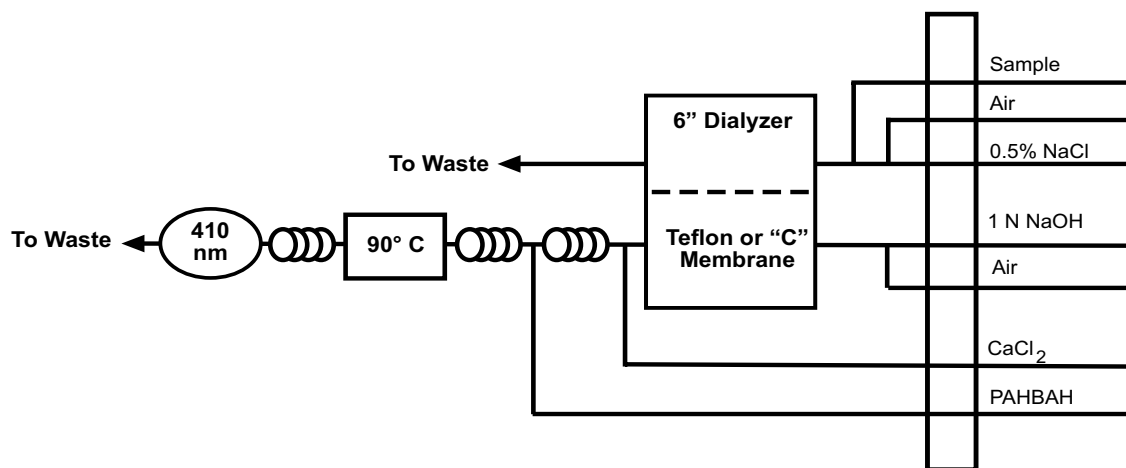 Sample
Air
6” Dialyzer
0.5% NaCl
To Waste
1 N NaOH
To Waste
410
nm
90° C
Teflon or “C”
Membrane
Air
CaCl₂
PAHBAH